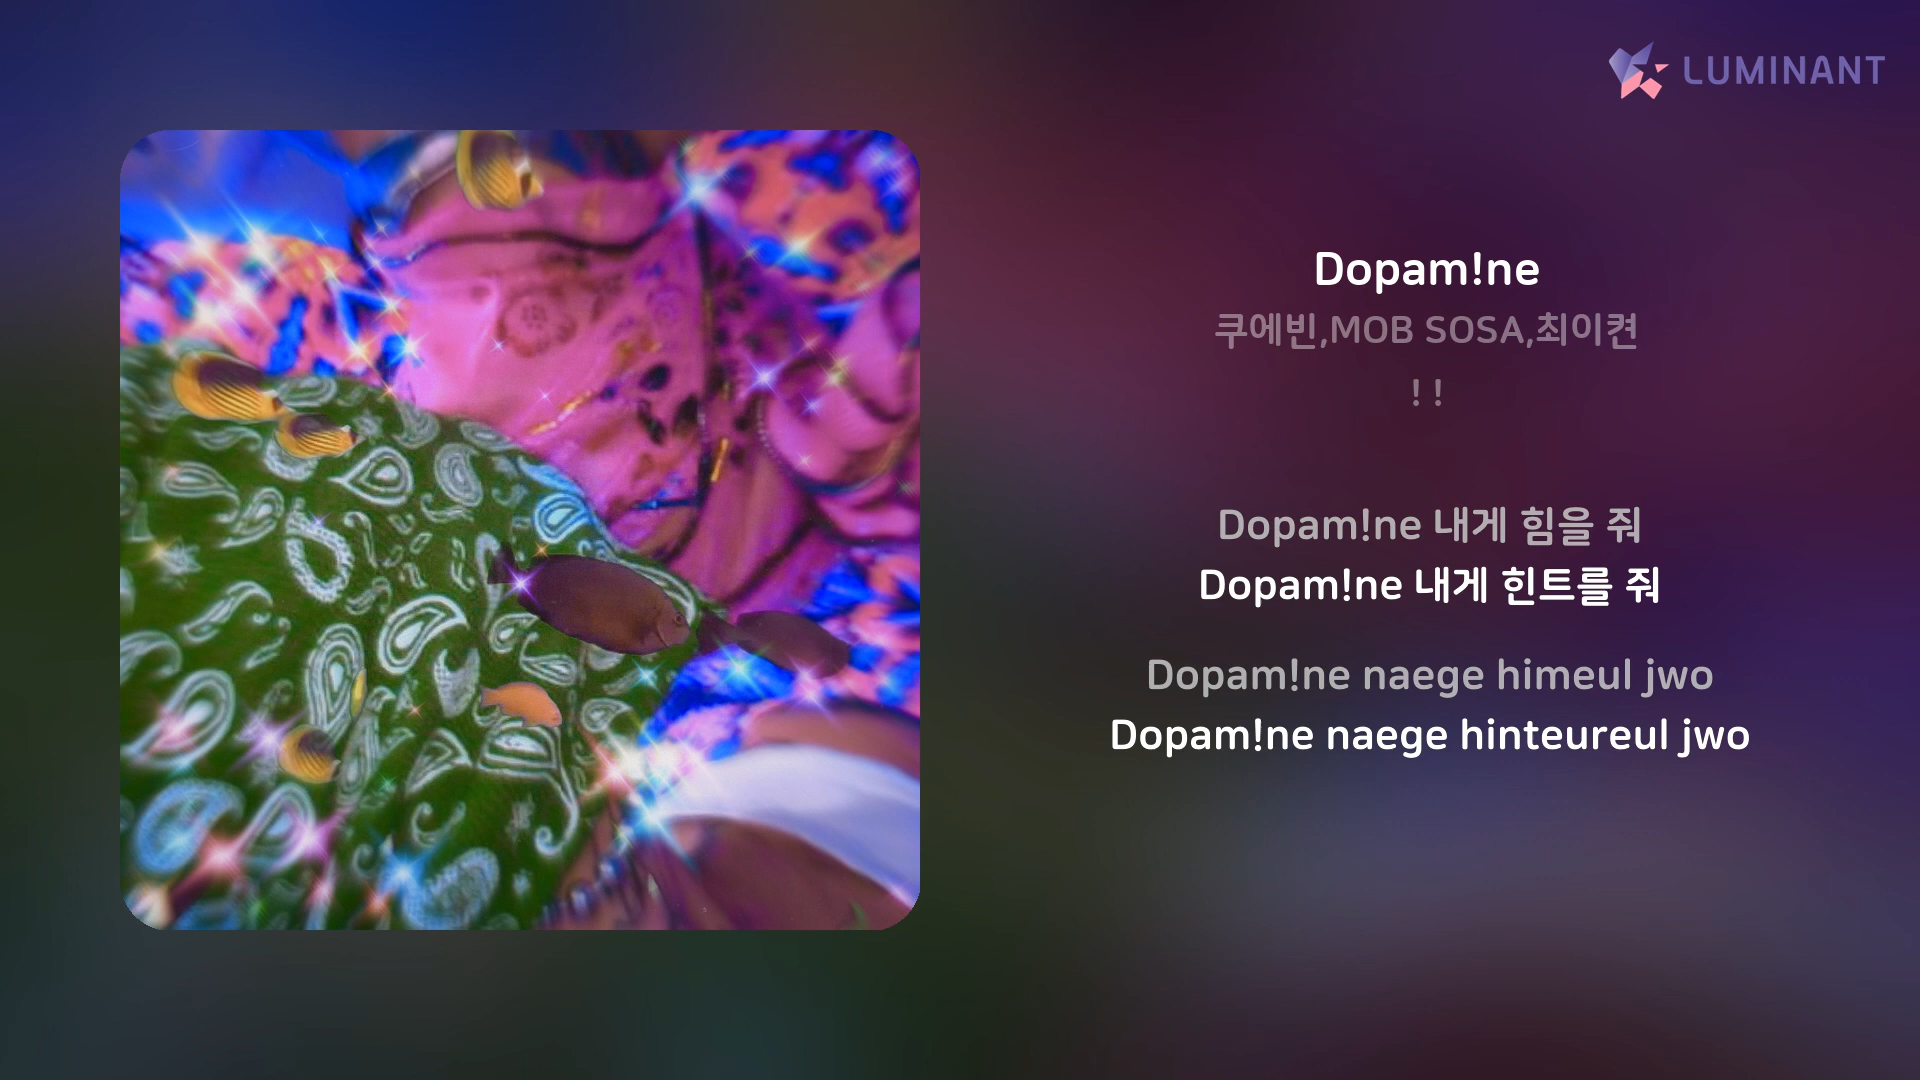 LUMINANT
Dopam!ne
쿠에빈,MOB SOSA,최이켠
! !
Dopam!ne 내게 힘을 줘
Dopam!ne 내게 힌트를 줘
Dopam!ne naege himeul jwo
Dopam!ne naege hinteureul jwo